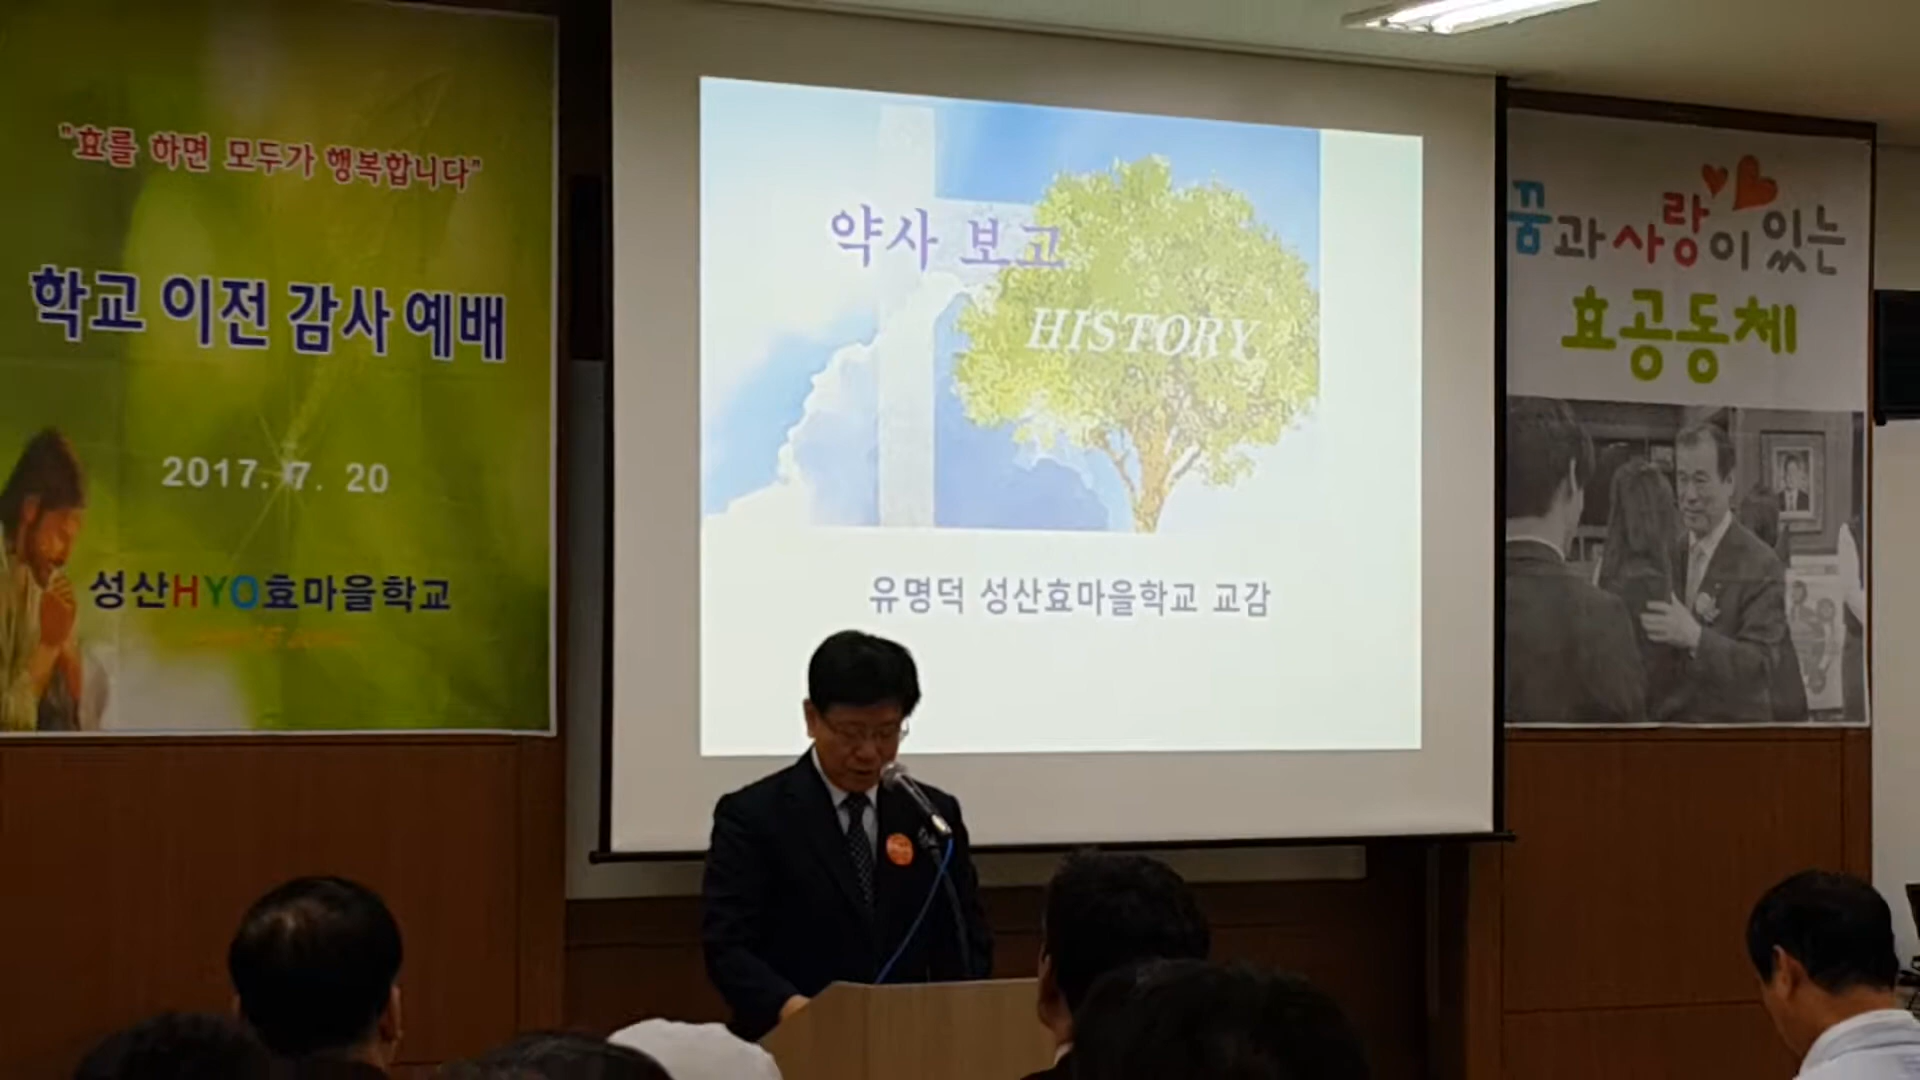 "효를 하면 모두가 행복합니다"
학교 이전 감사 예배
2017. 7. 20
성산HYO효마을학교
약사 보고
HISTORY
유명덕 성산효마을학교 교감
꿈과 사랑이 있는
효공동체